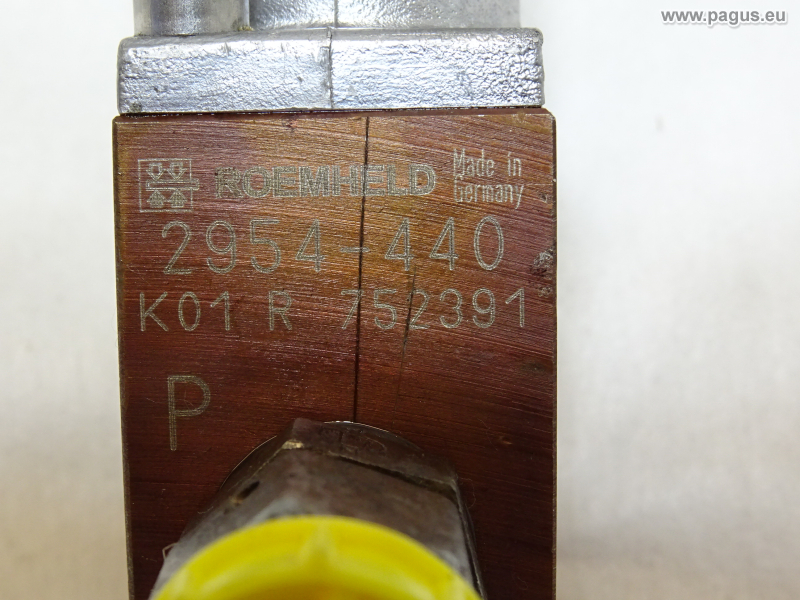 www.pagus.eu
ROEMHELD
Made in
Germany
2954-440
K01 R 752391
P